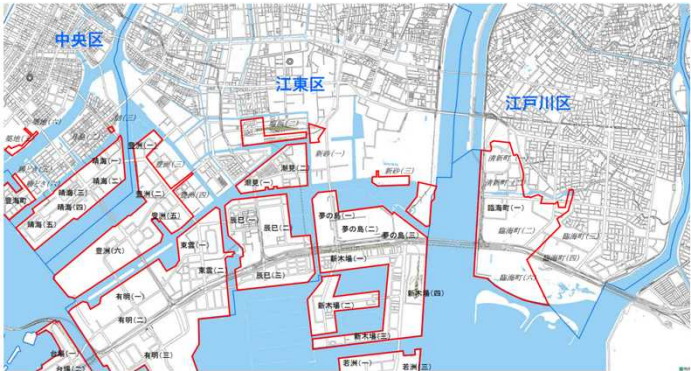 中央区
江東区
江戸川区
豊洲(一)
豊洲(二)
豊洲(三)
豊洲(四)
豊洲(五)
豊洲(六)
晴海(一)
晴海(二)
晴海(三)
晴海(四)
晴海(五)
豊海町
潮見(一)
潮見(二)
新砂(一)
新砂(三)
清新町(一)
臨海町(一)
臨海町(二)
臨海町(三)
臨海町(四)
臨海町(六)
辰巳(一)
辰巳(二)
辰巳(三)
夢の島(一)
夢の島(二)
夢の島(三)
東雲(一)
東雲(二)
新木場(一)
新木場(二)
新木場(三)
新木場(四)
有明(一)
有明(二)
有明(三)
台場(一)
台場(二)
若洲(一)
若洲(三)